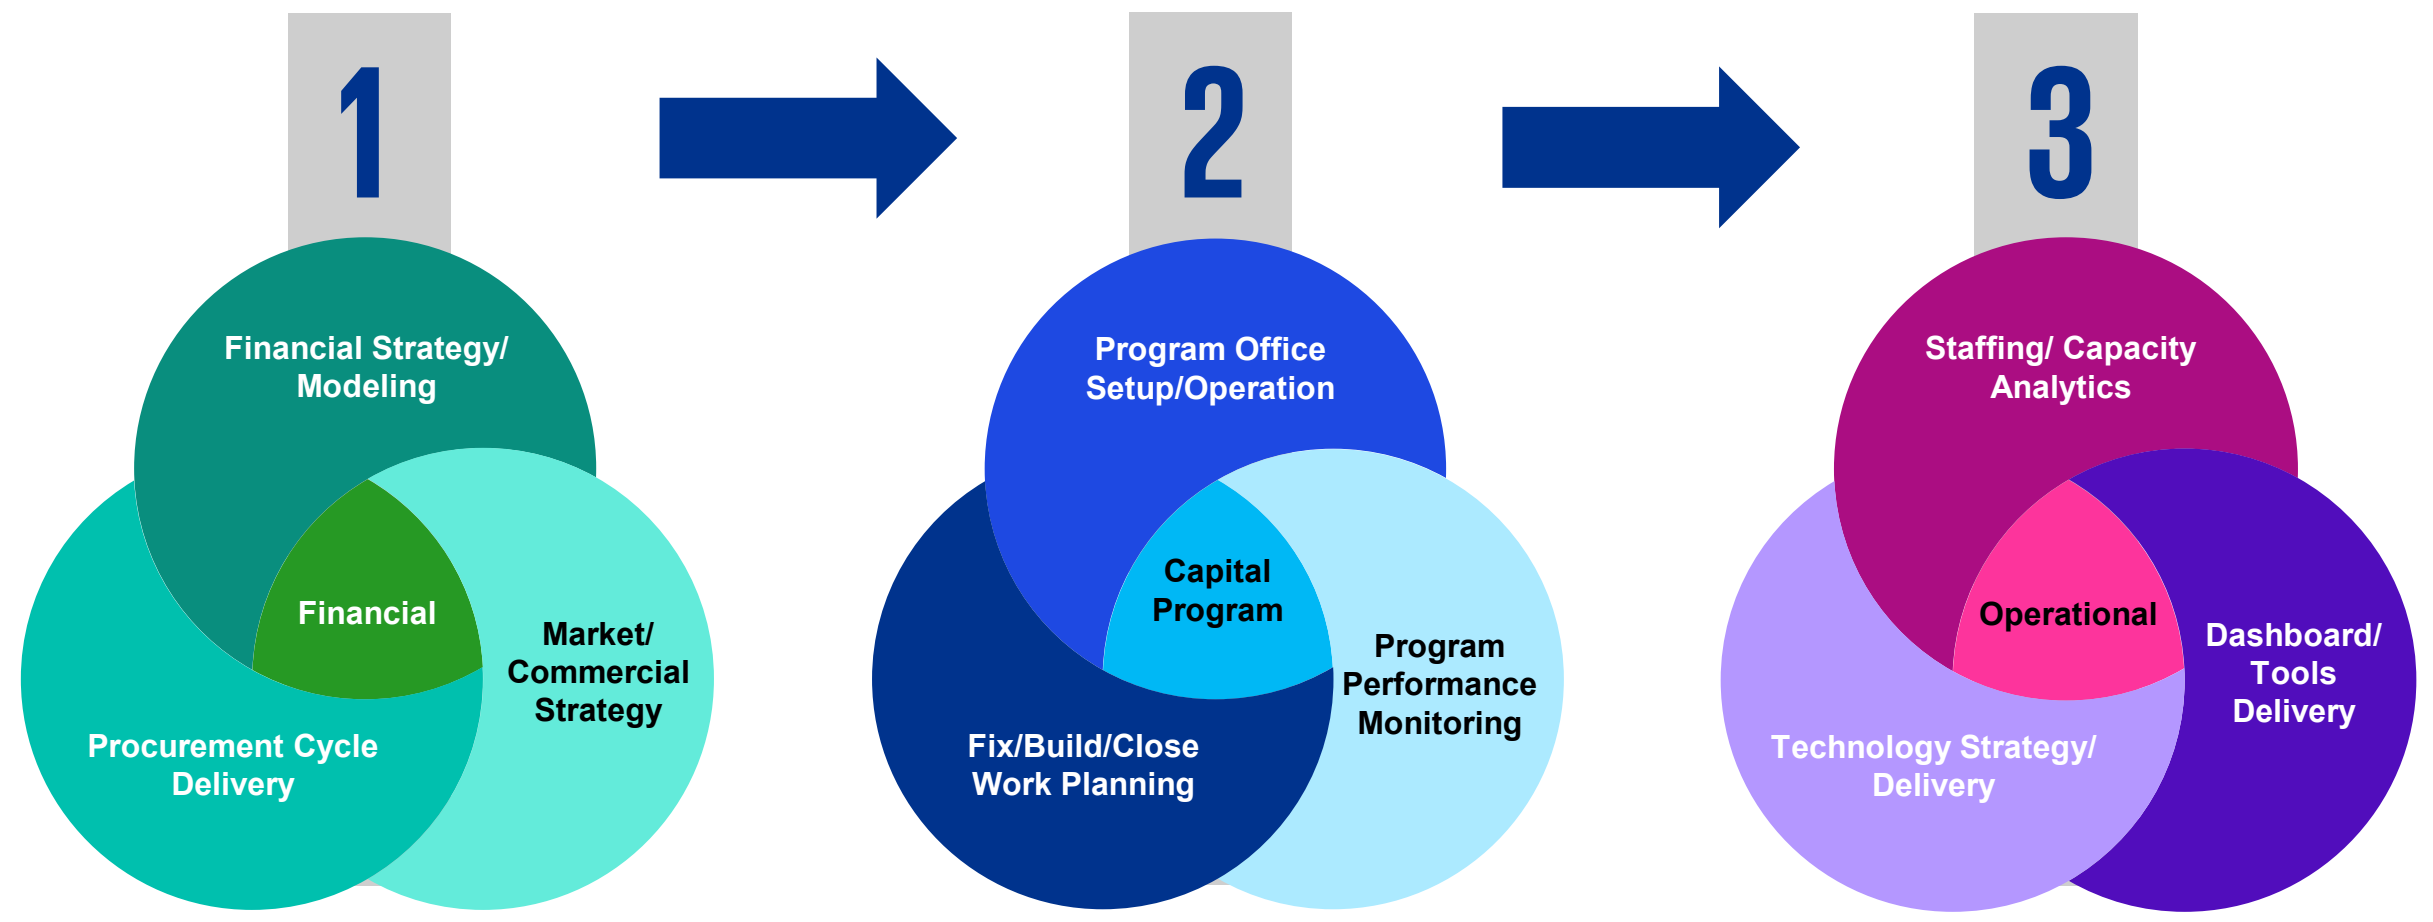 1
2
3
Financial Strategy/
Modeling
Financial
Market/
Commercial
Strategy
Procurement Cycle
Delivery
Program Office
Setup/Operation
Capital
Program
Program
Performance
Monitoring
Fix/Build/Close
Work Planning
Staffing/ Capacity
Analytics
Operational
Dashboard/
Tools
Delivery
Technology Strategy/
Delivery